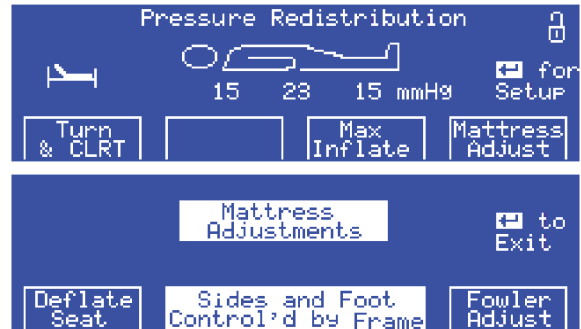 Pressure Redistribution
for
15 23 15 mmHg Setup
Turn Max Mattress
& CLRT Inflate Adjust
Mattress
Adjustments
to
Exit
Deflate Sides and Foot Fowler
Seat Control'd by Frame Adjust